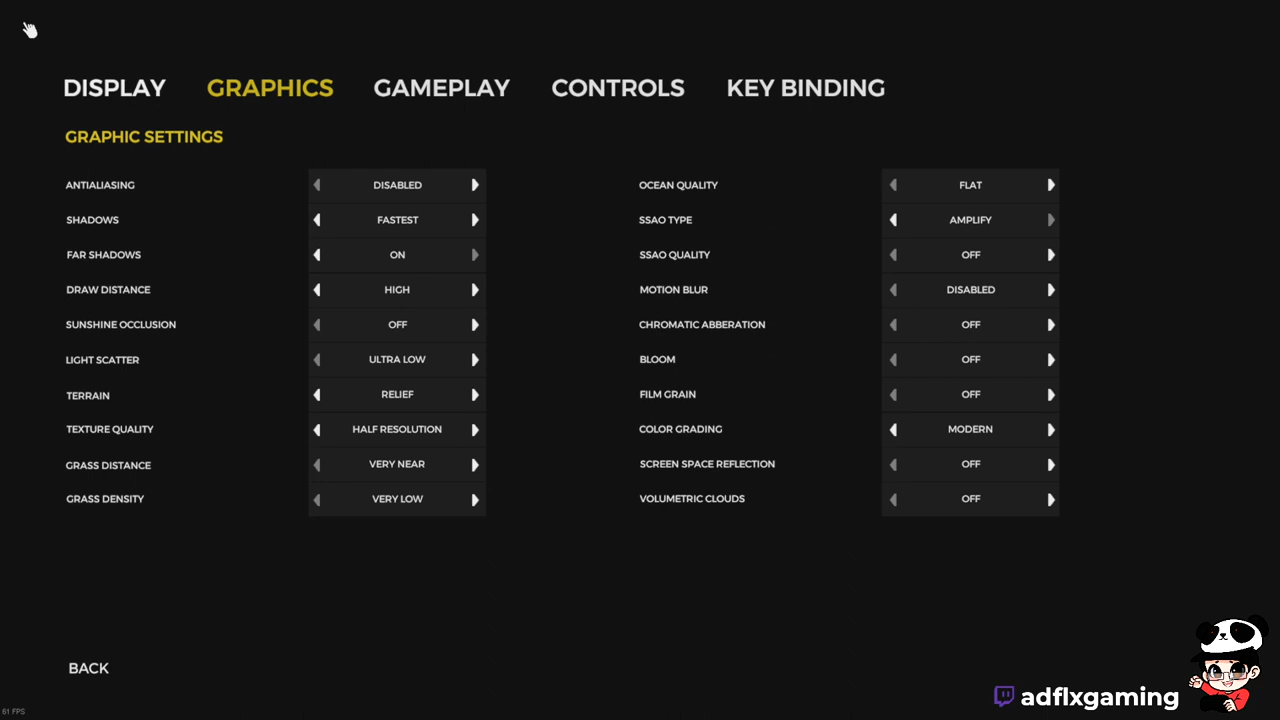 DISPLAY GRAPHICS GAMEPLAY CONTROLS KEY BINDING
GRAPHIC SETTINGS
ANTIALIASING DISABLED
SHADOWS FASTEST
FAR SHADOWS ON
DRAW DISTANCE HIGH
SUNSHINE OCCLUSION OFF
LIGHT SCATTER ULTRA LOW
TERRAIN RELIEF
TEXTURE QUALITY HALF RESOLUTION
GRASS DISTANCE VERY NEAR
GRASS DENSITY VERY LOW
OCEAN QUALITY FLAT
SSAO TYPE AMPLIFY
SSAO QUALITY OFF
MOTION BLUR DISABLED
CHROMATIC ABBERATION OFF
BLOOM OFF
FILM GRAIN OFF
COLOR GRADING MODERN
SCREEN SPACE REFLECTION OFF
VOLUMETRIC CLOUDS OFF
BACK
adflxgaming
61 FPS